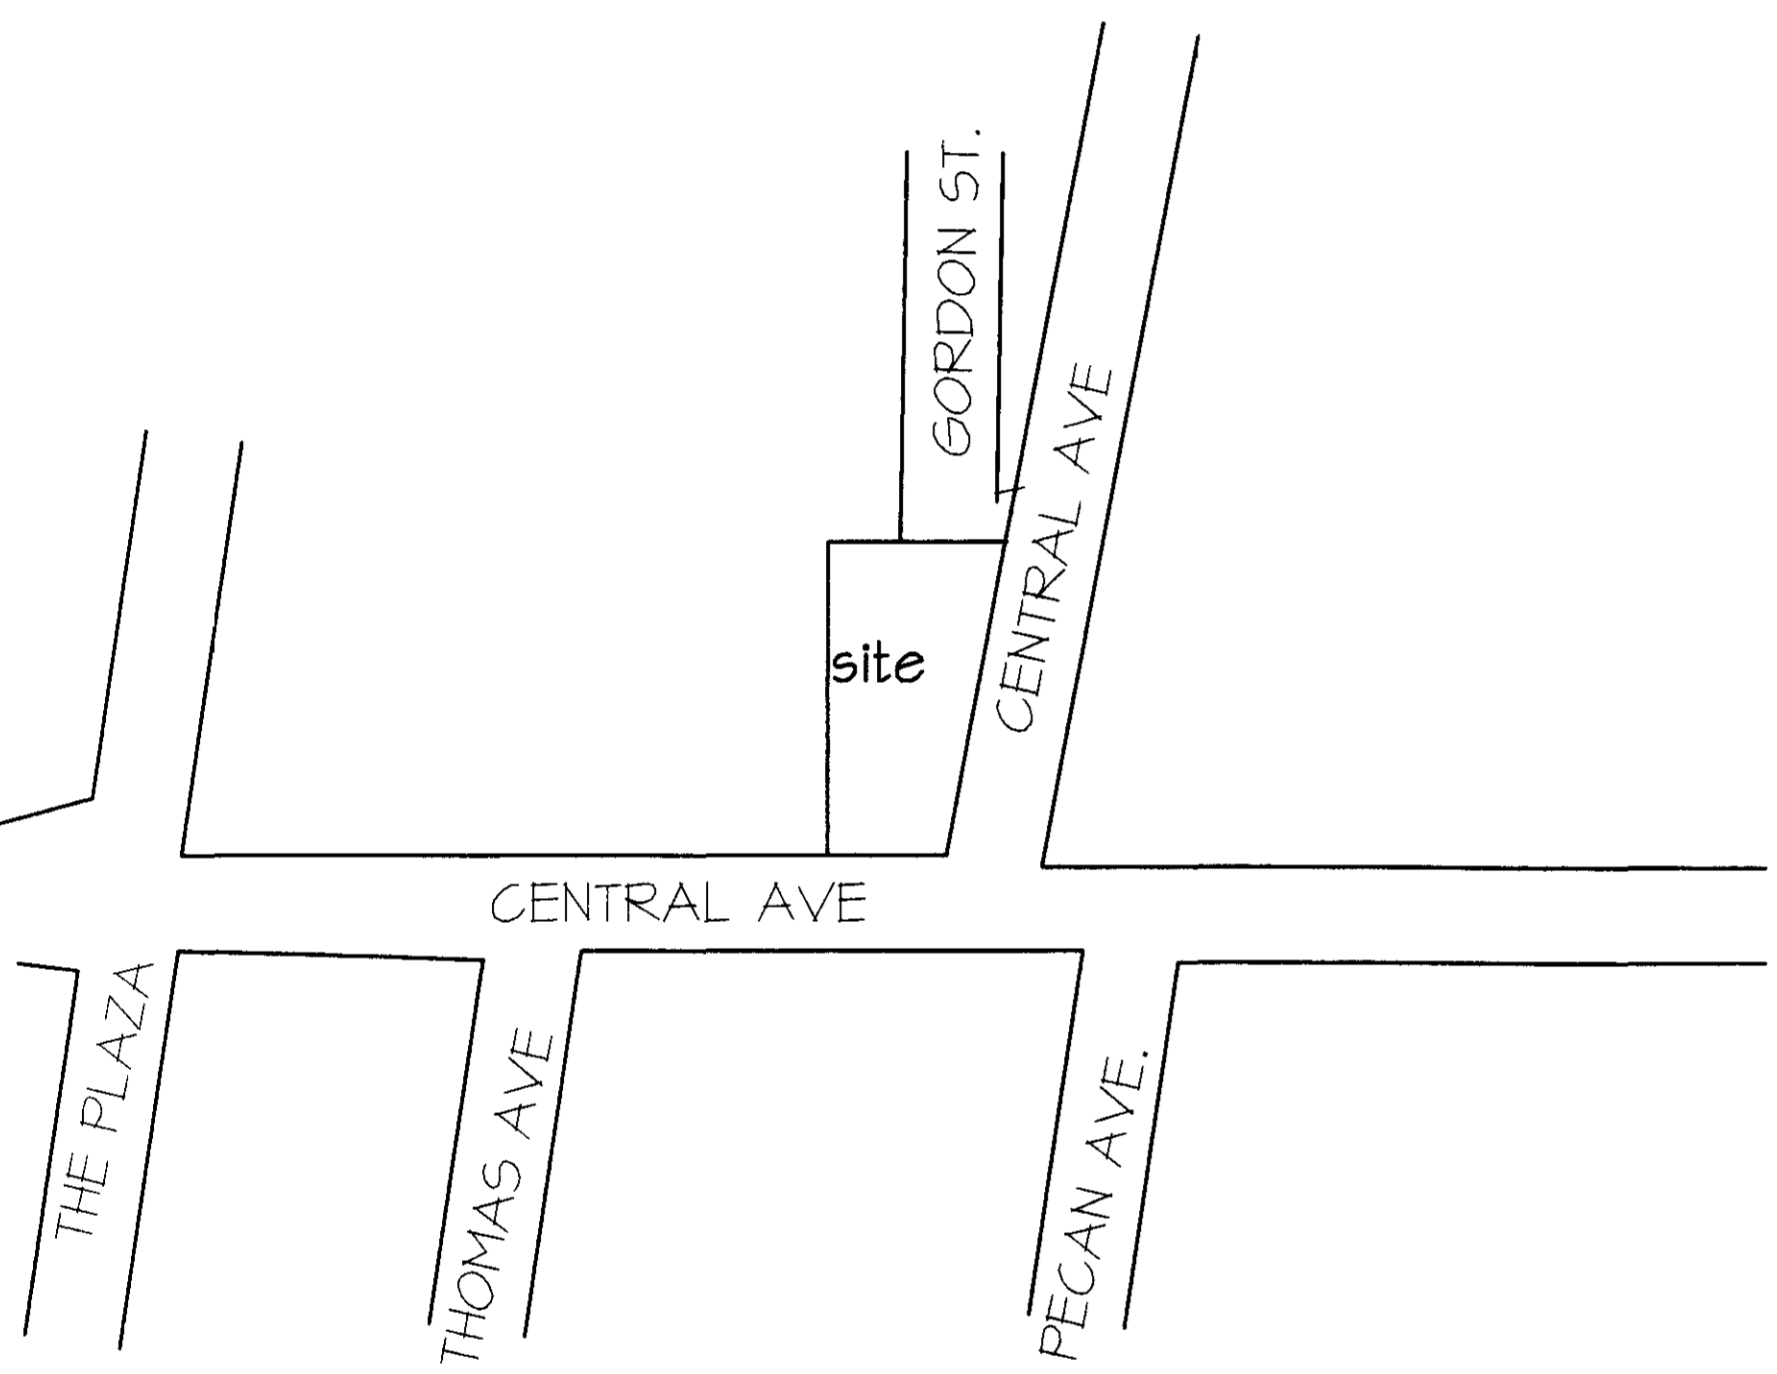 GORDON ST.
CENTRAL AVE
site
CENTRAL AVE
THE PLAZA
THOMAS AVE
PECAN AVE.